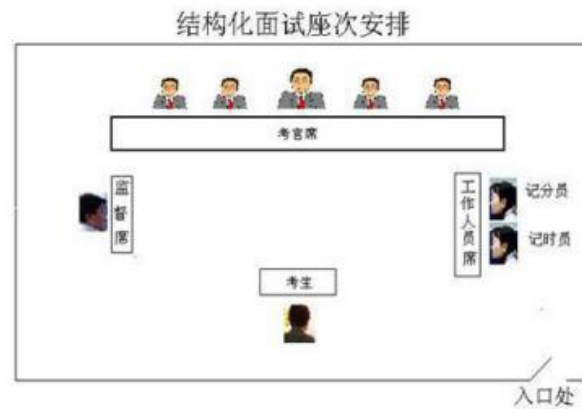 结构化面试座次安排
考官席
监督席
工作人员席
记分员
记时员
考生
入口处